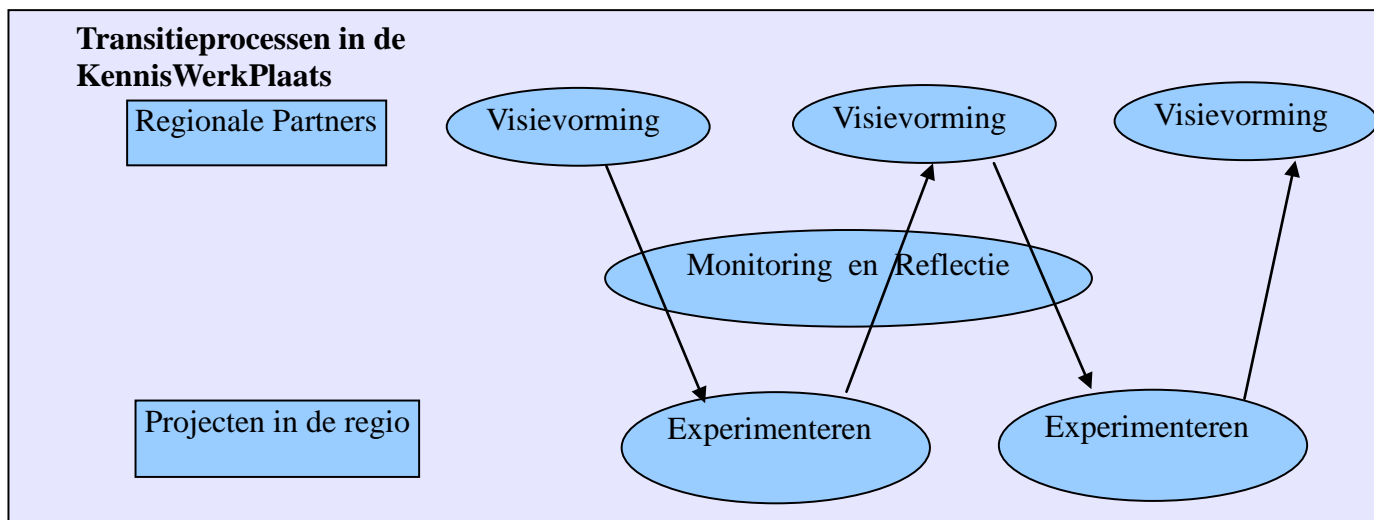 Transitieprocessen in de
KennisWerkPlaats
Regionale Partners
Visievorming
Visievorming
Visievorming
Monitoring en Reflectie
Projecten in de regio
Experimenteren
Experimenteren